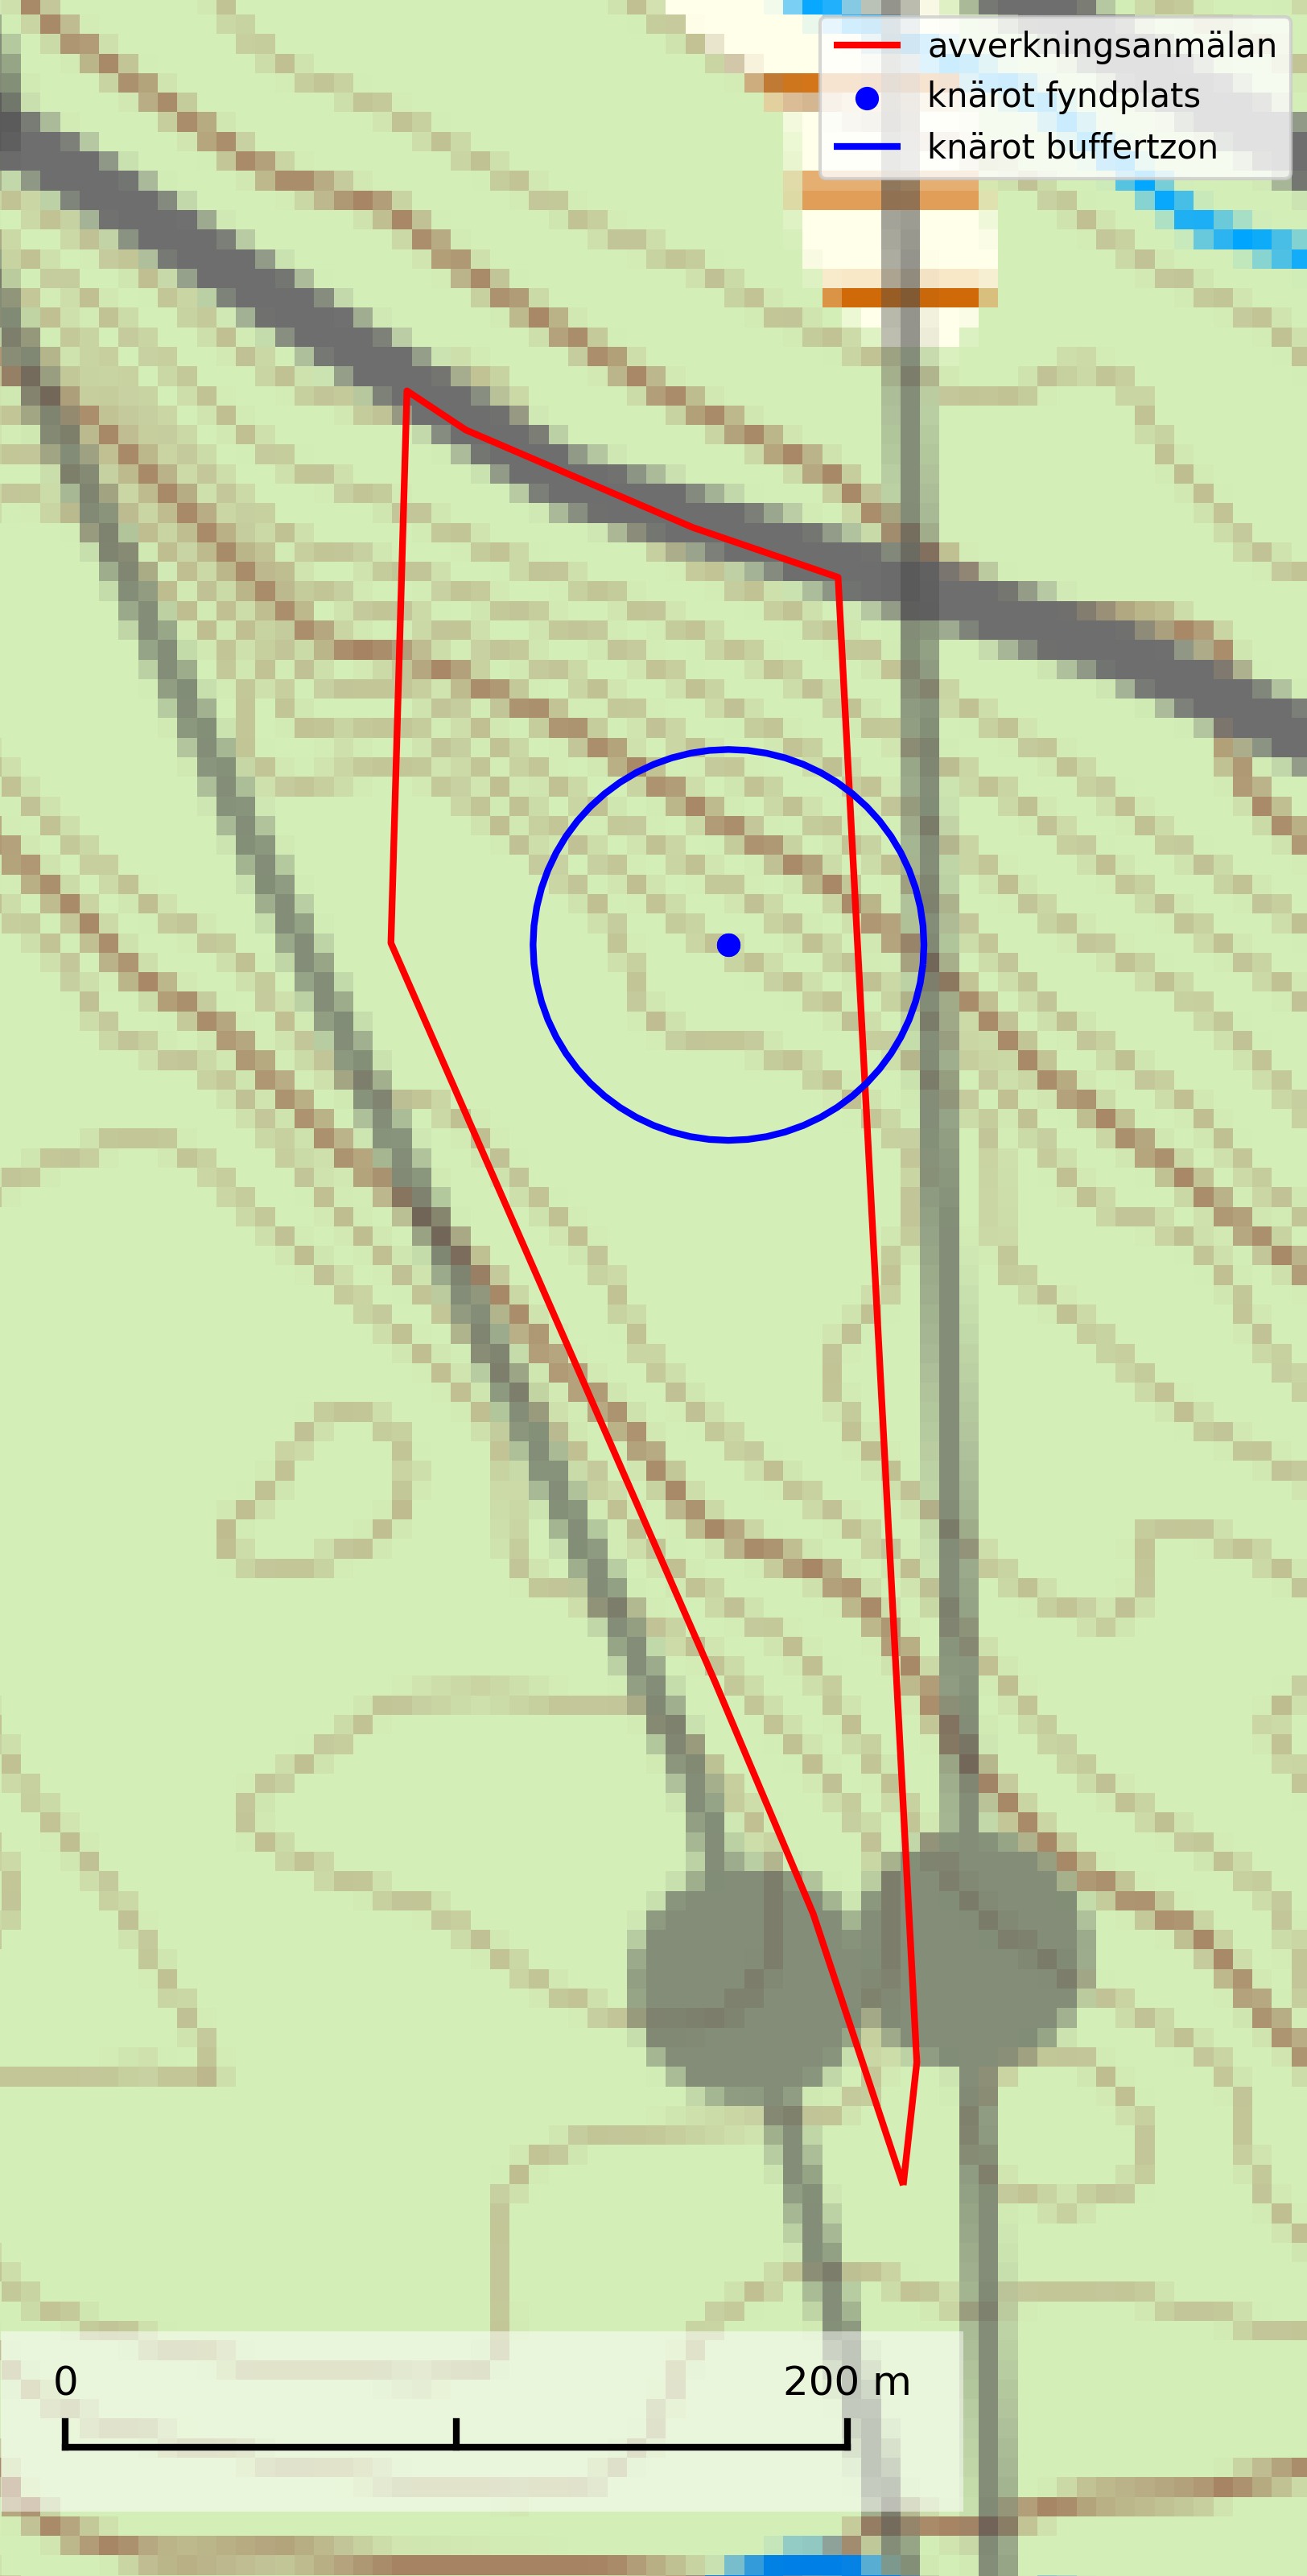 avverkningsanmälan
knärot fyndplats
knärot buffertzon
0 200 m